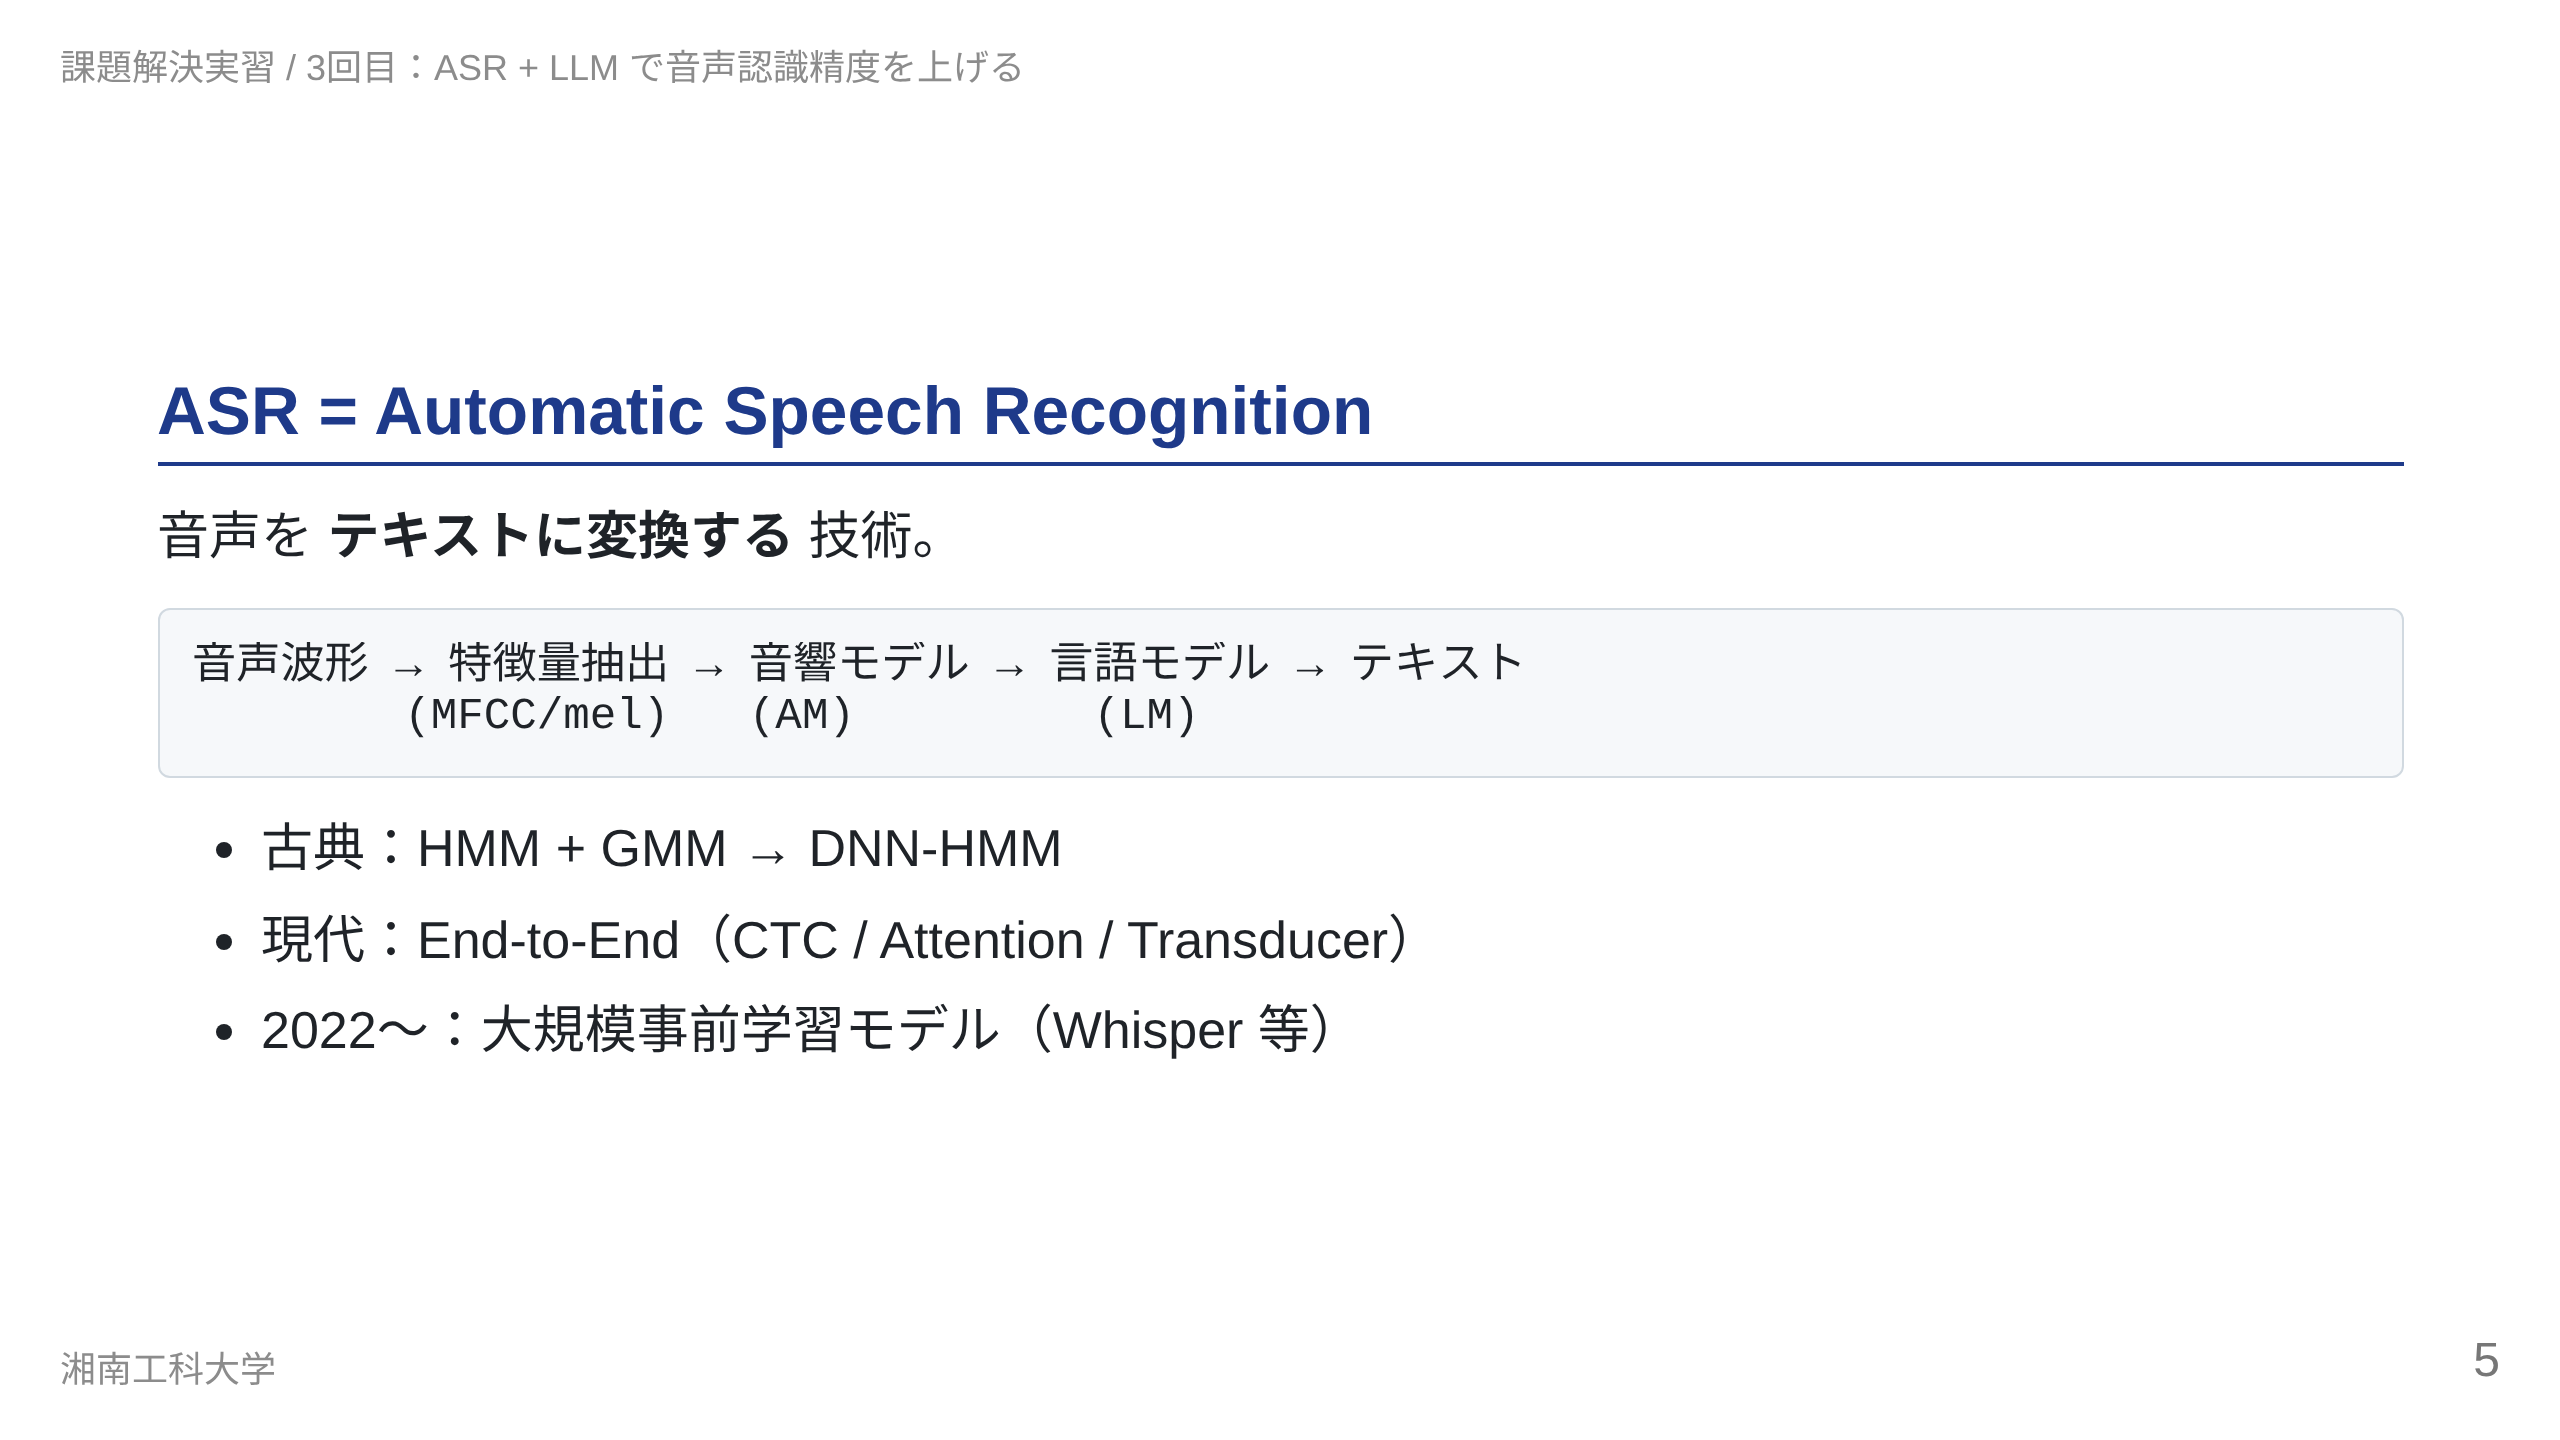 課題解決実習 / 3回目：ASR + LLM で音声認識精度を上げる
ASR = Automatic Speech Recognition
音声を テキストに変換する 技術。
音声波形 → 特徴量抽出 → 音響モデル → 言語モデル → テキスト
(MFCC/mel) (AM) (LM)
• 古典：HMM + GMM → DNN-HMM
• 現代：End-to-End（CTC / Attention / Transducer）
• 2022〜：大規模事前学習モデル（Whisper 等）
湘南工科大学
5